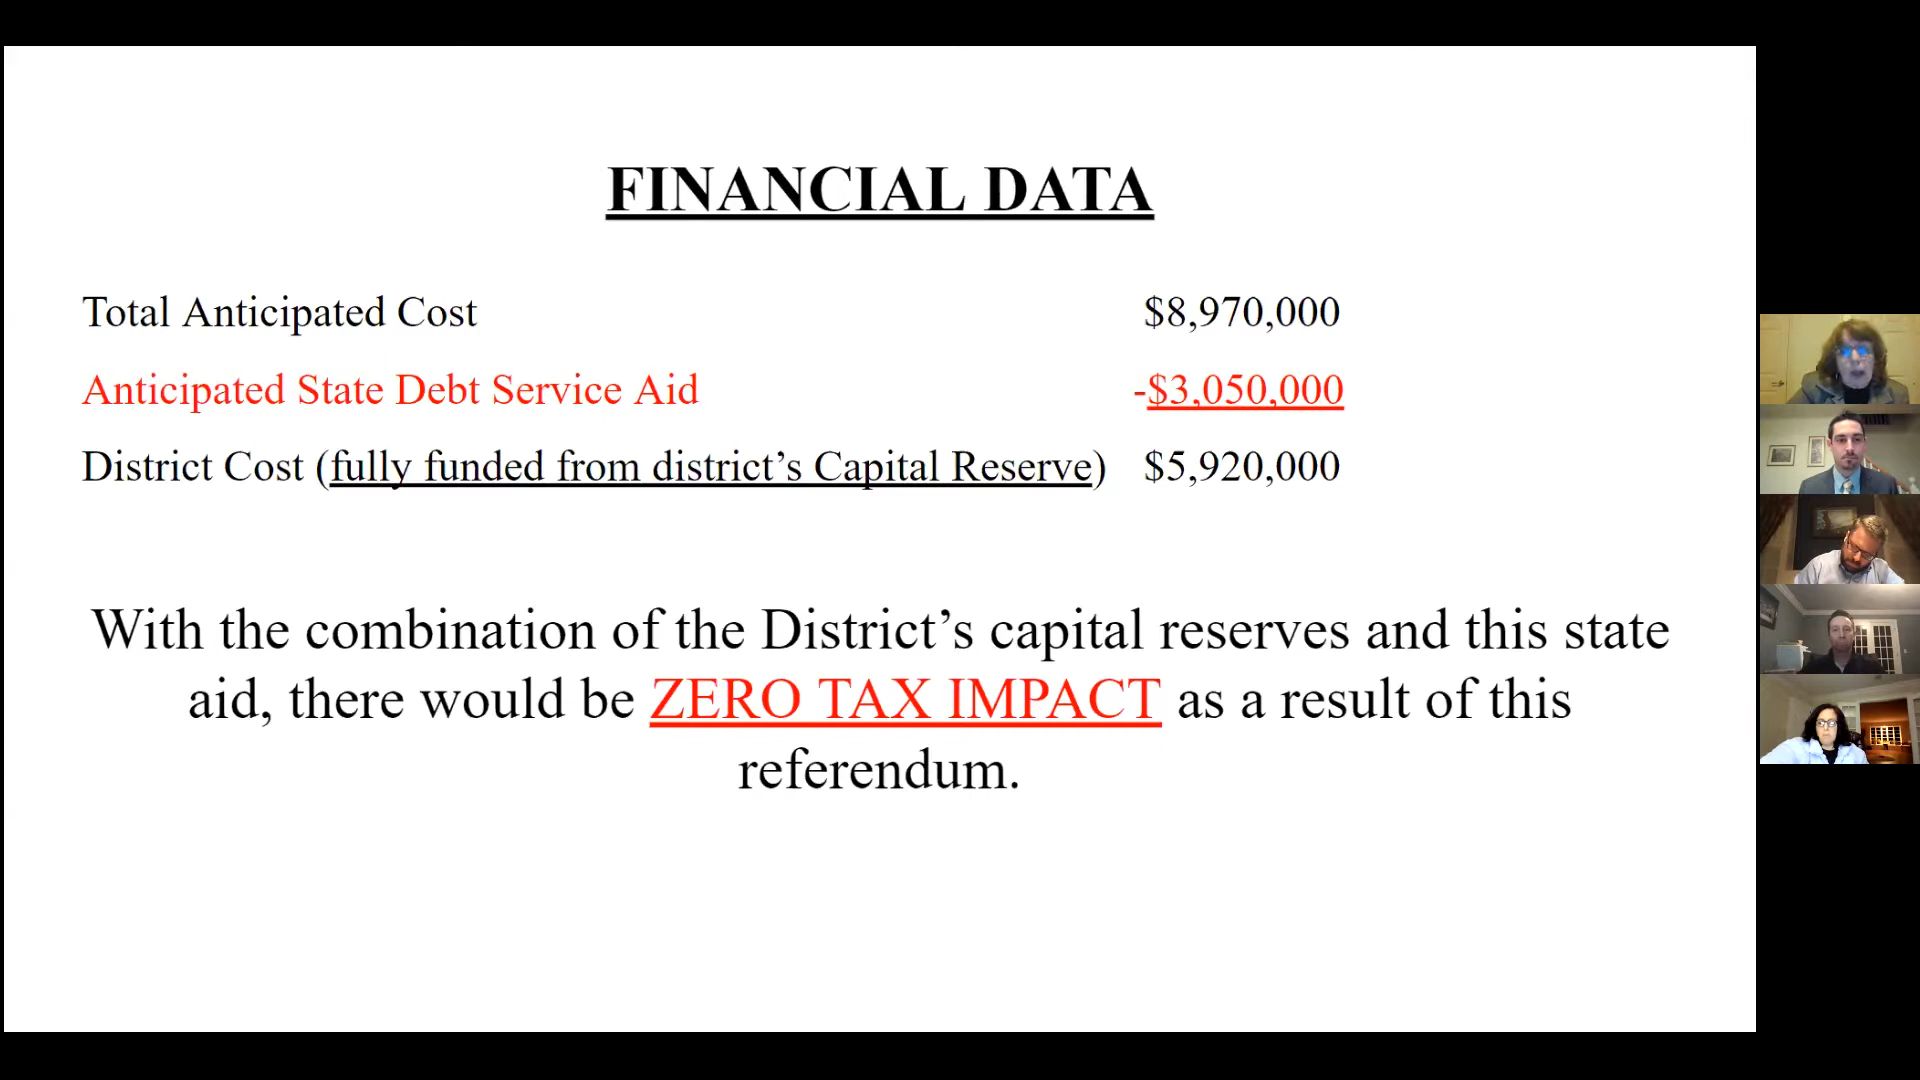 FINANCIAL DATA
Total Anticipated Cost $8,970,000
Anticipated State Debt Service Aid -$3,050,000
District Cost (fully funded from district’s Capital Reserve) $5,920,000
With the combination of the District’s capital reserves and this state
aid, there would be ZERO TAX IMPACT as a result of this
referendum.